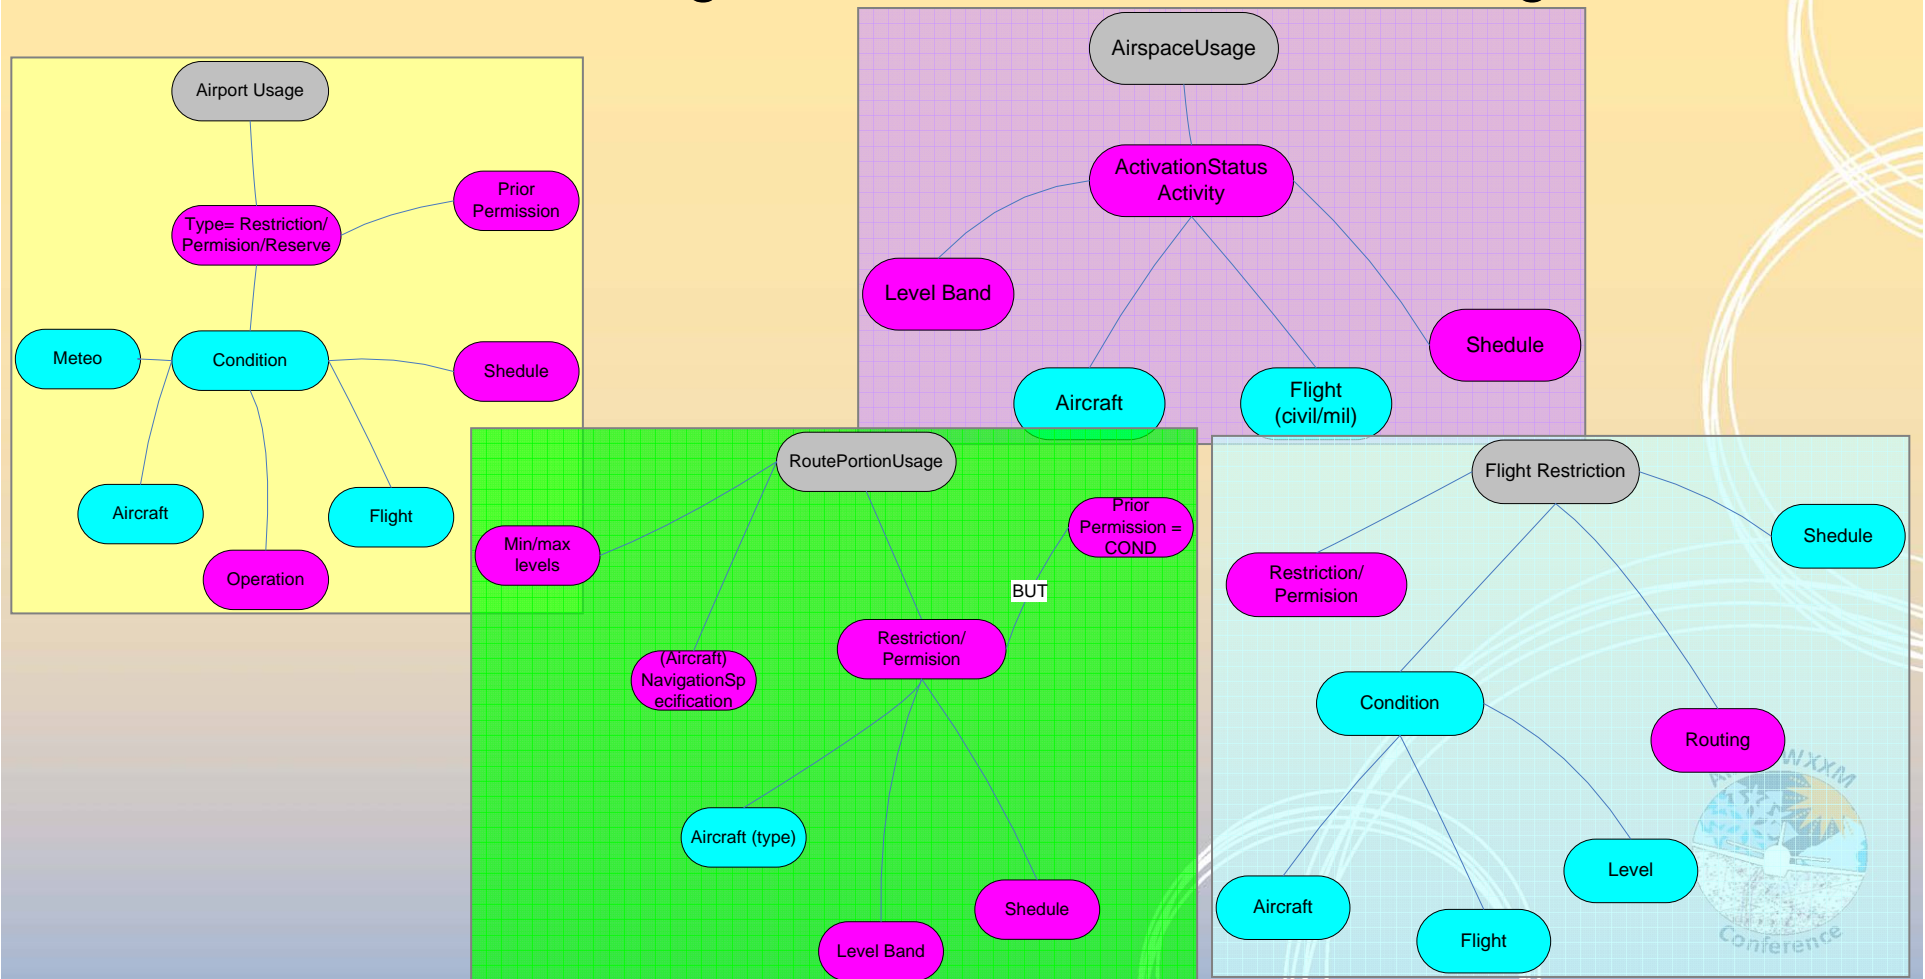 Airport Usage
Prior
Permission
Type= Restriction/
Permision/Reserve
Meteo
Condition
Shedule
Aircraft
Flight
Operation
AirspaceUsage
ActivationStatus
Activity
Level Band
Shedule
Aircraft
Flight
(civil/mil)
RoutePortionUsage
Prior
Permission =
COND
Min/max
levels
BUT
Restriction/
Permision
(Aircraft)
NavigationSp
ecification
Aircraft (type)
Shedule
Level Band
Flight Restriction
Shedule
Restriction/
Permision
Condition
Routing
Level
Aircraft
Flight
WXXM
Conference